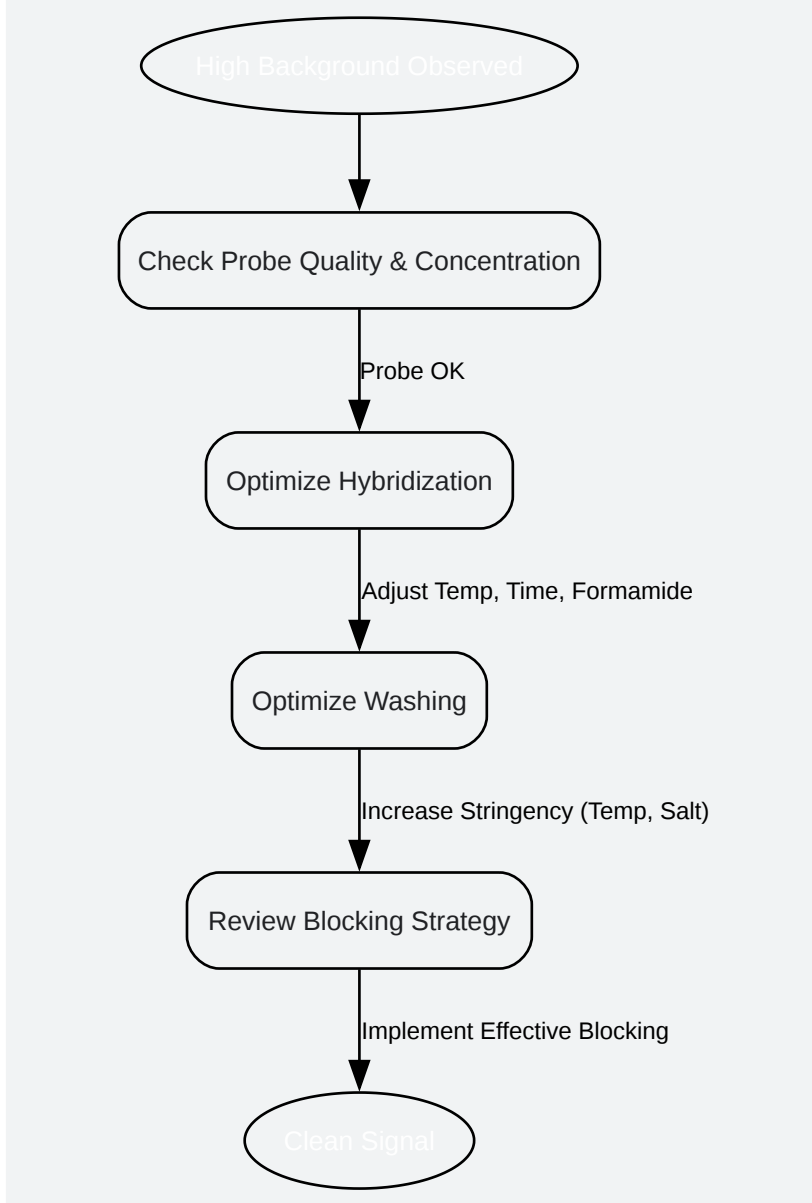 High Background Observed
Check Probe Quality & Concentration
Probe OK
Optimize Hybridization
Adjust Temp, Time, Formamide
Optimize Washing
Increase Stringency (Temp, Salt)
Review Blocking Strategy
Implement Effective Blocking
Clean Signal